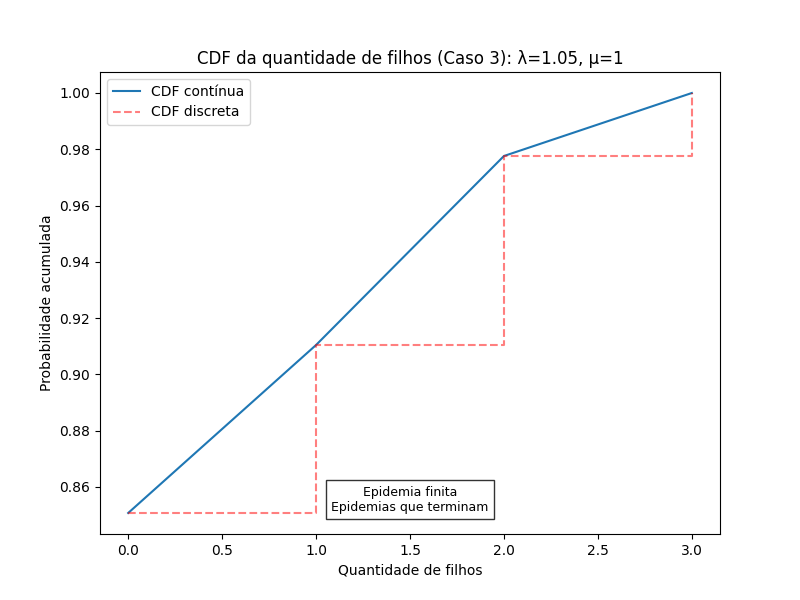 CDF da quantidade de filhos (Caso 3): λ=1.05, μ=1
CDF contínua
CDF discreta
1.00
0.98
0.96
0.94
0.92
0.90
0.88
0.86
Probabilidade acumulada
Epidemia finita
Epidemias que terminam
0.0
0.5
1.0
1.5
2.0
2.5
3.0
Quantidade de filhos